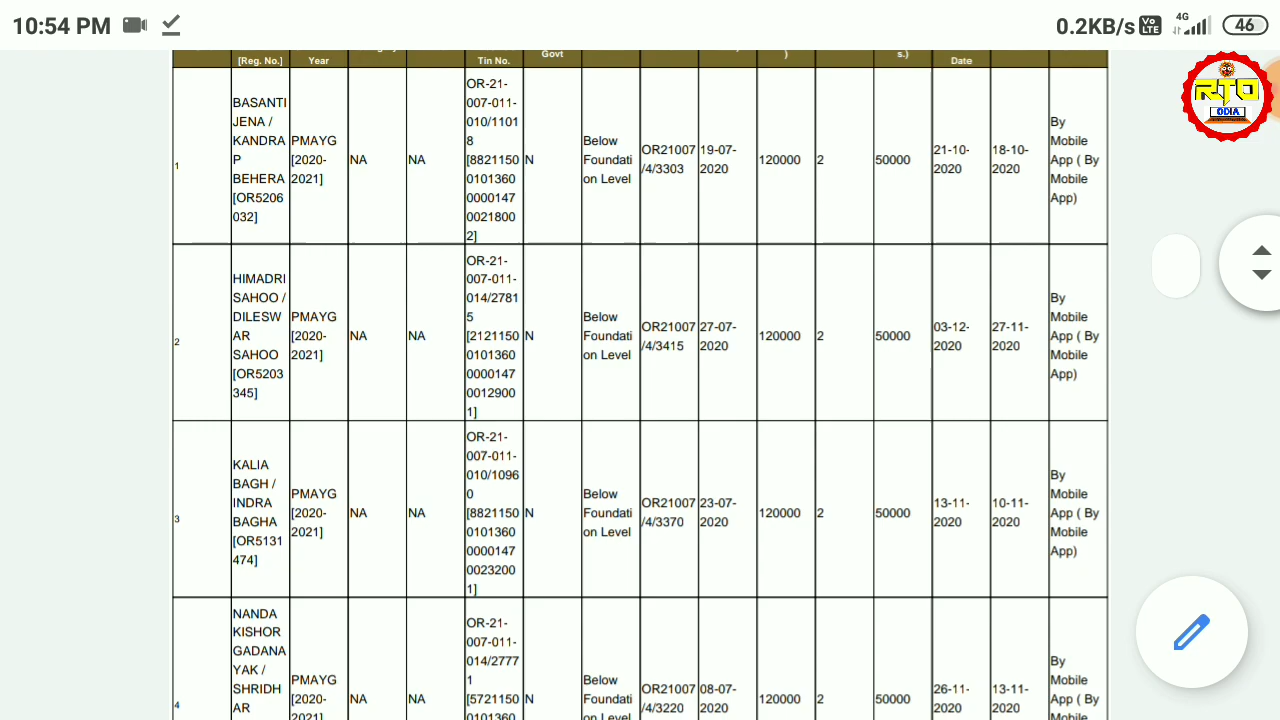 10:54 PM
0.2KB/s Vo LTE 4G 46
RTO
ODIA
[Reg. No.] Year Tin No. Govt ) s.) Date
1
BASANTI
JENA /
KANDRA
P
BEHERA
[OR5206
032]
PMAYG
[2020-
2021]
NA
NA
OR-21-
007-011-
010/1101
8
[8821150
0101360
0000147
0021800
2]
N
Below
Foundati
on Level
OR21007
/4/3303
19-07-
2020
120000
2
50000
21-10-
2020
18-10-
2020
By
Mobile
App ( By
Mobile
App)
2
HIMADRI
SAHOO /
DILESW
AR
SAHOO
[OR5203
345]
PMAYG
[2020-
2021]
NA
NA
OR-21-
007-011-
014/2781
5
[2121150
0101360
0000147
0012900
1]
N
Below
Foundati
on Level
OR21007
/4/3415
27-07-
2020
120000
2
50000
03-12-
2020
27-11-
2020
By
Mobile
App ( By
Mobile
App)
3
KALIA
BAGH /
INDRA
BAGHA
[OR5131
474]
PMAYG
[2020-
2021]
NA
NA
OR-21-
007-011-
010/1096
0
[8821150
0101360
0000147
0023200
1]
N
Below
Foundati
on Level
OR21007
/4/3370
23-07-
2020
120000
2
50000
13-11-
2020
10-11-
2020
By
Mobile
App ( By
Mobile
App)
4
NANDA
KISHOR
GADANA
YAK /
SHRIDH
AR
PMAYG
[2020-
2021]
NA
NA
OR-21-
007-011-
014/2777
1
[5721150
0101360
N
Below
Foundati
on Level
OR21007
/4/3220
08-07-
2020
120000
2
50000
26-11-
2020
13-11-
2020
By
Mobile
App ( By
Mobile